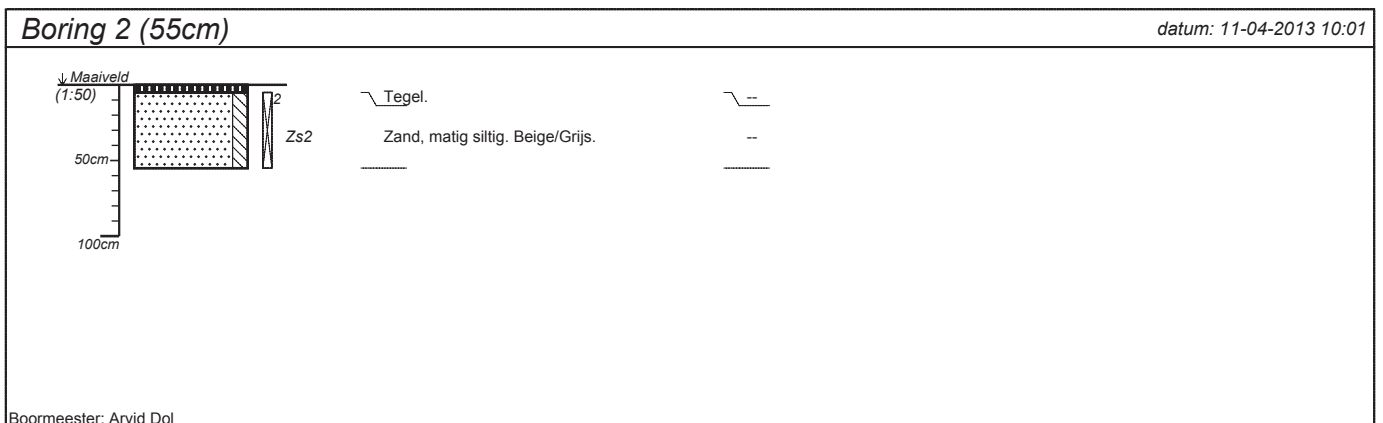 Boring 2 (55cm)
datum: 11-04-2013 10:01
Maaiveld
(1:50)
2
Tegel.
--
Zs2
Zand, matig siltig. Beige/Grijs.
--
50cm
100cm
Boormeester: Arvid Dol